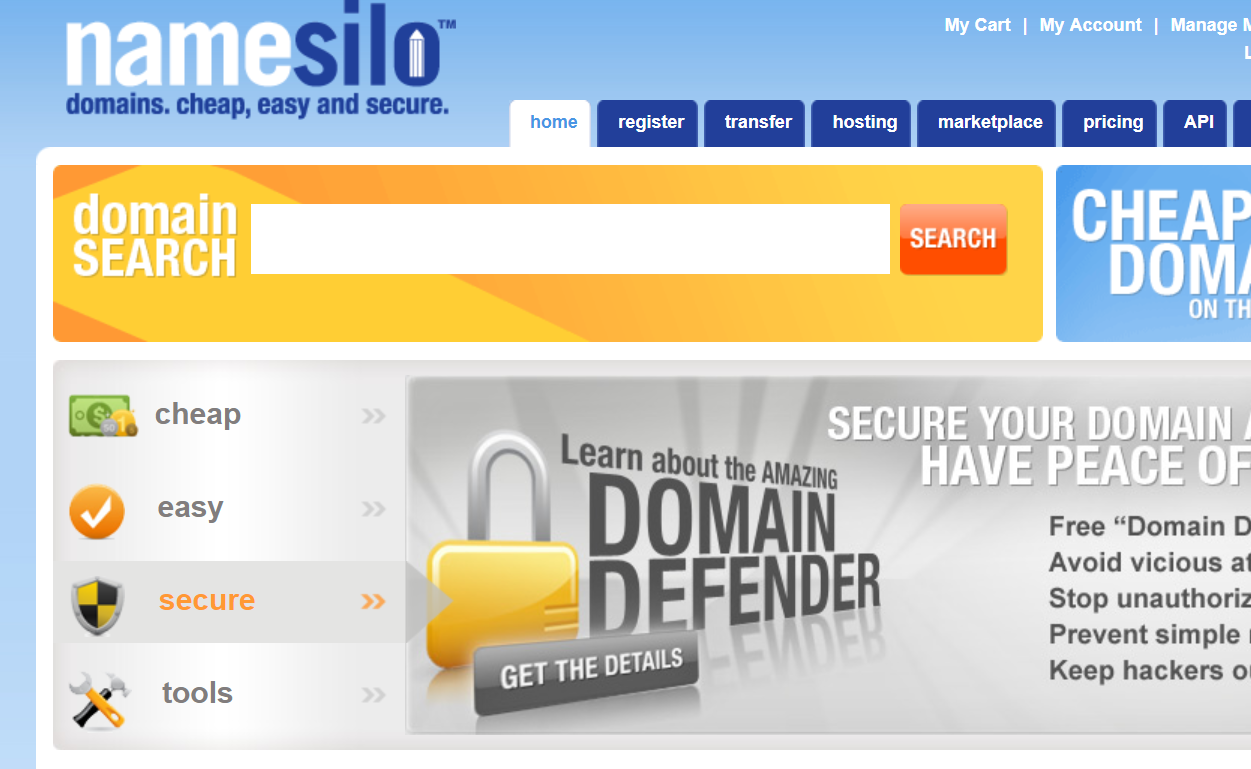 namesilo™
domains. cheap, easy and secure.
My Cart | My Account | Manage
home register transfer hosting marketplace pricing API
domain
SEARCH
SEARCH
CHEAP
ON TH
cheap
easy
secure
tools
Learn about the AMAZING
DOMAIN
DEFENDER
GET THE DETAILS
SECURE YOUR DOMAIN
HAVE PEACE OF
Free “Domain D
Avoid vicious at
Stop unauthoriz
Prevent simple
Keep hackers ou